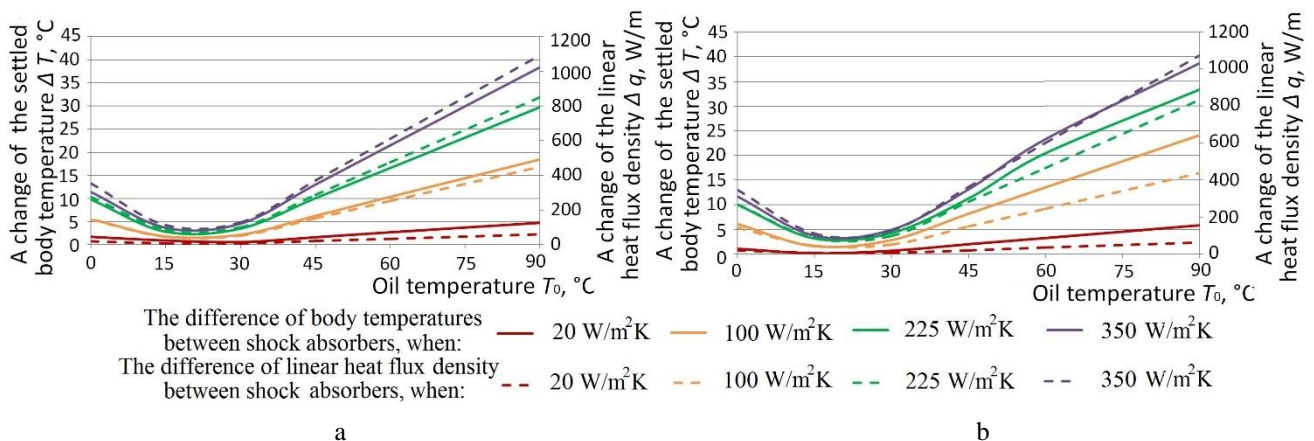 A change of the settled
body temperature Δ T, °C
45
40
35
30
25
20
15
10
5
0
0 15 30 45 60 75 90
Oil temperature T₀, °C
1200
1000
800
600
400
200
0
A change of the linear
heat flux density Δ q, W/m
A change of the settled
body temperature Δ T, °C
45
40
35
30
25
20
15
10
5
0
0 15 30 45 60 75 90
Oil temperature T₀, °C
1200
1000
800
600
400
200
0
A change of the linear
heat flux density Δ q, W/m
The difference of body temperatures
between shock absorbers, when:
20 W/m²K 100 W/m²K 225 W/m²K 350 W/m²K
The difference of linear heat flux density
between shock absorbers, when:
20 W/m²K 100 W/m²K 225 W/m²K 350 W/m²K
a b